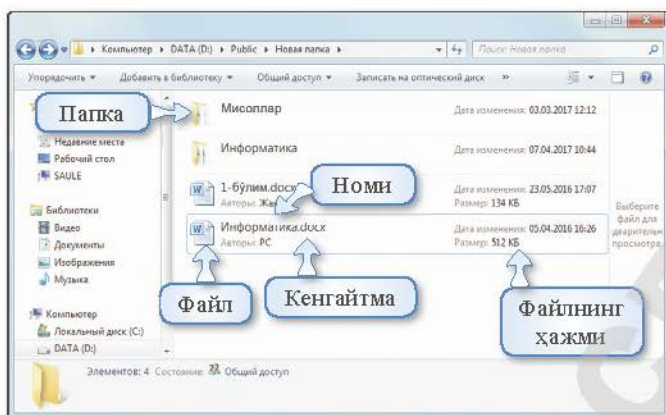 Компьютер ▸ DATA (D:) ▸ Public ▸ Новая папка ▸
Поиск: Новая папка
Упорядочить Добавить в библиотеку Общий доступ Записать на оптический диск »
Папка
Недавние места
Рабочий стол
SAULE
Библиотеки
Видео
Документы
Изображения
Музыка
Компьютер
Локальный диск (C:)
DATA (D:)
Мисоллар Дата изменения: 03.03.2017 12:12
Информатика Дата изменения: 07.04.2017 10:44
1-бўлим.docx Дата изменения: 23.05.2016 17:07
Авторы: Размер: 134 КБ
Номи
Информатика.docx Дата изменения: 05.04.2016 16:26
Авторы: PC Размер: 512 КБ
Выберите
файл для
просмотра.
Файл
Кенгайтма
Файлнинг
ҳажми
Элементов: 4 Состояние: Общий доступ